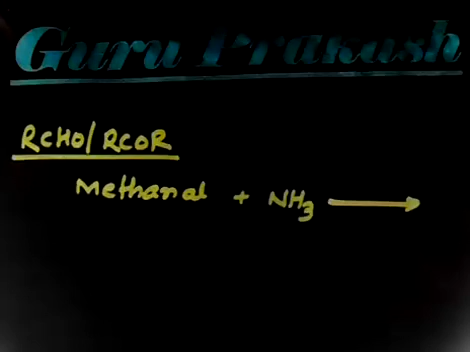 Guru Prakash
RCHO/RCOR
Methanal + NH₃ ⟶